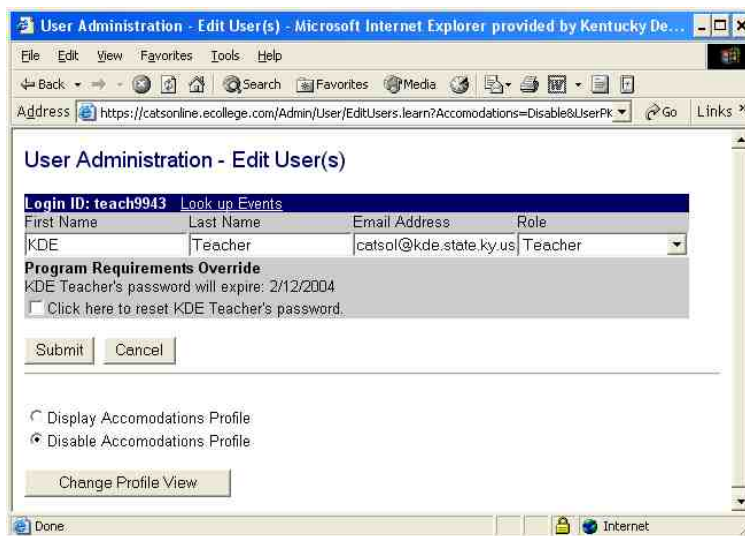 User Administration - Edit User(s) - Microsoft Internet Explorer provided by Kentucky De...
File Edit View Favorites Tools Help
Back Search Favorites Media
Address https://catsonline.ecollege.com/Admin/User/EditUsers.learn?Accomodations=Disable&UserPK Go Links »
User Administration - Edit User(s)
Login ID: teach9943 Look up Events
First Name Last Name Email Address Role
KDE Teacher catsol@kde.state.ky.us Teacher
Program Requirements Override
KDE Teacher's password will expire: 2/12/2004
Click here to reset KDE Teacher's password.
Submit Cancel
Display Accomodations Profile
Disable Accomodations Profile
Change Profile View
Done Internet